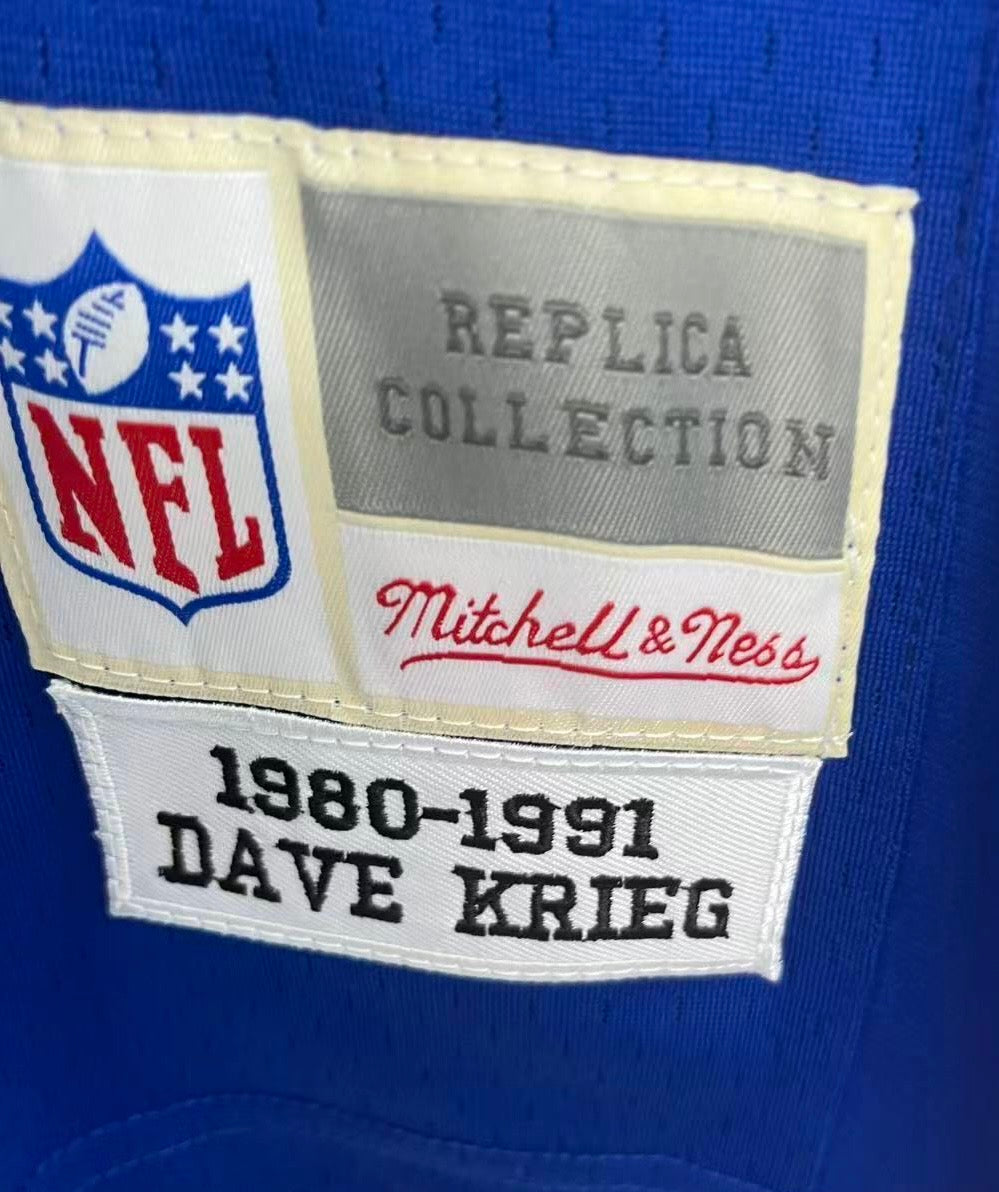 NFL
REPLICA
COLLECTION
Mitchell & Ness
1980-1991
DAVE KRIEG